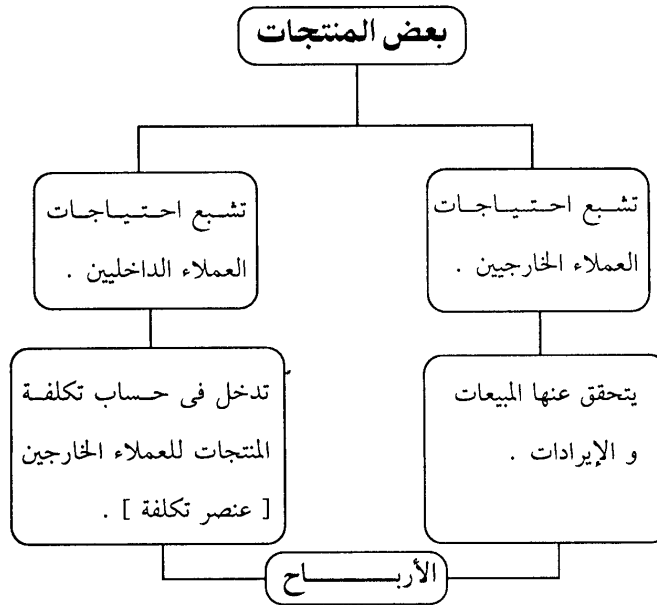 بعض المنتجات
تشبع احتياجات
العملاء الخارجيين .
تشبع احتياجات
العملاء الداخليين .
يتحقق عنها المبيعات
و الإيرادات .
تدخل فى حساب تكلفة
المنتجات للعملاء الخارجين
[ عنصر تكلفة ] .
الأرباح